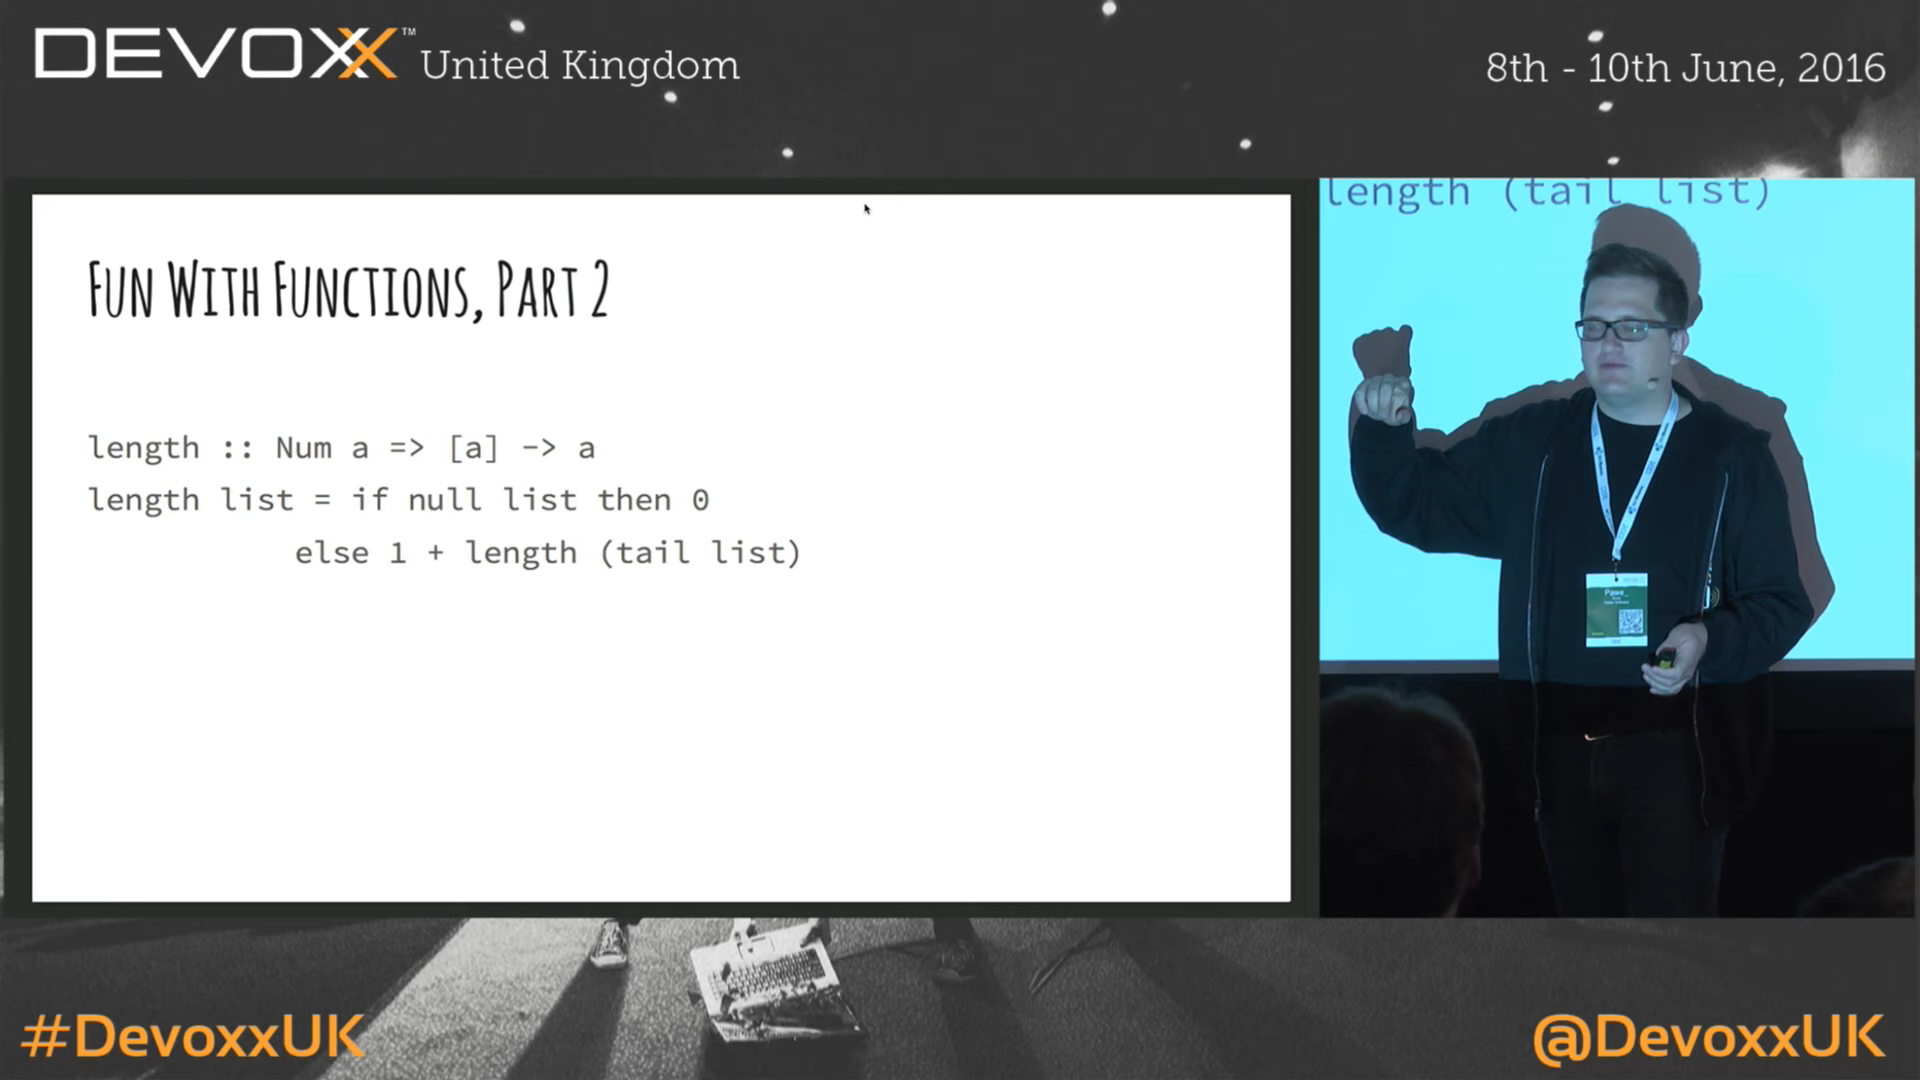 DEVOXX™ United Kingdom
8th - 10th June, 2016
length (tail list)
FUN WITH FUNCTIONS, PART 2
length :: Num a => [a] -> a
length list = if null list then 0
else 1 + length (tail list)
Pawe_
#DevoxxUK
@DevoxxUK